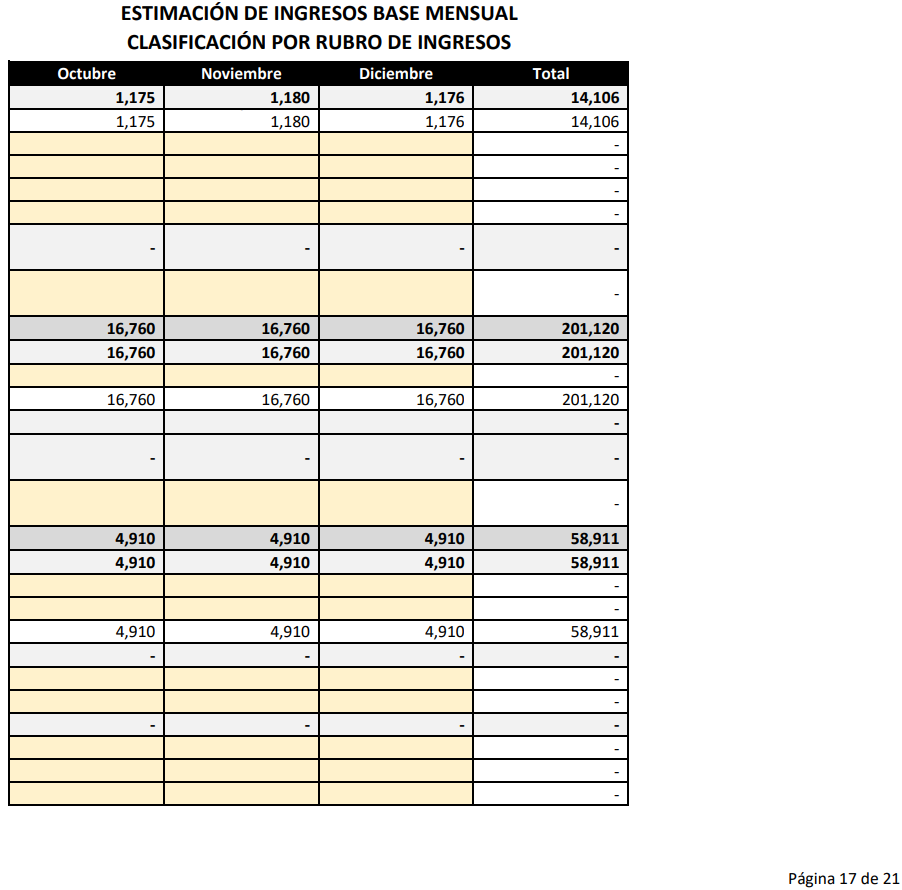 ESTIMACIÓN DE INGRESOS BASE MENSUAL
CLASIFICACIÓN POR RUBRO DE INGRESOS
Octubre Noviembre Diciembre Total
1,175 1,180 1,176 14,106
1,175 1,180 1,176 14,106
-
-
-
-
- - - -
-
16,760 16,760 16,760 201,120
16,760 16,760 16,760 201,120
-
16,760 16,760 16,760 201,120
-
- - - -
-
4,910 4,910 4,910 58,911
4,910 4,910 4,910 58,911
-
-
4,910 4,910 4,910 58,911
- - - -
-
-
- - - -
-
-
-
Página 17 de 21